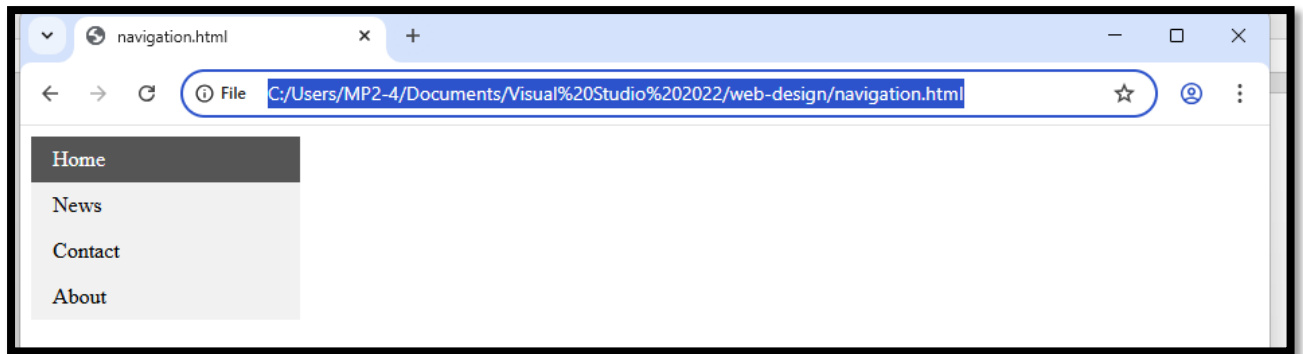 navigation.html
File C:/Users/MP2-4/Documents/Visual%20Studio%202022/web-design/navigation.html
Home
News
Contact
About